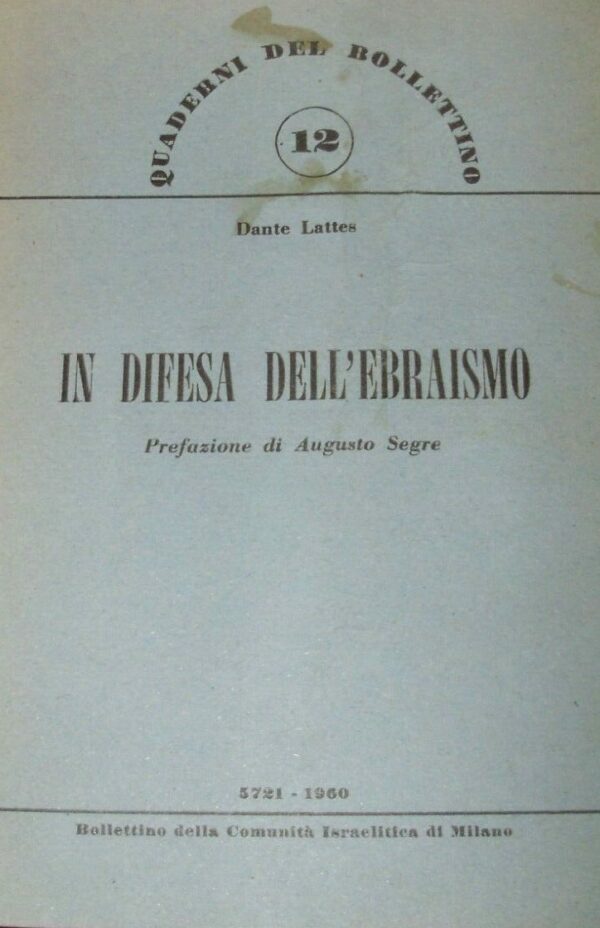 QUADERNI DEL BOLLETTINO
12
Dante Lattes
IN DIFESA DELL'EBRAISMO
Prefazione di Augusto Segre
5721 - 1960
Bollettino della Comunità Israelitica di Milano